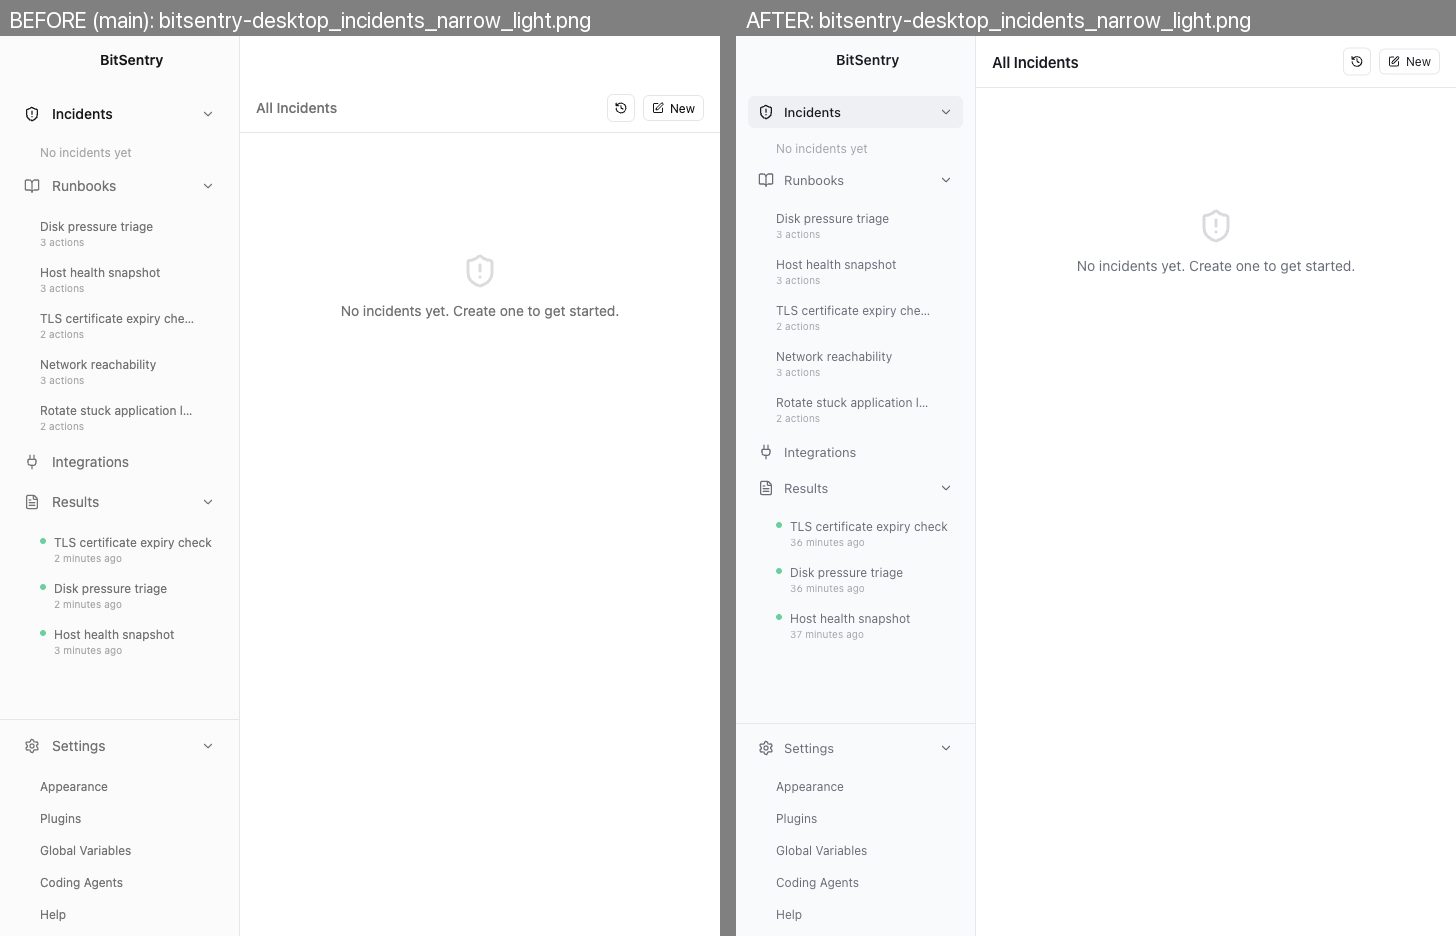 BEFORE (main): bitsentry-desktop_incidents_narrow_light.png
BitSentry
Incidents
No incidents yet
Runbooks
Disk pressure triage
3 actions
Host health snapshot
3 actions
TLS certificate expiry che...
2 actions
Network reachability
3 actions
Rotate stuck application l...
2 actions
Integrations
Results
TLS certificate expiry check
2 minutes ago
Disk pressure triage
2 minutes ago
Host health snapshot
3 minutes ago
Settings
Appearance
Plugins
Global Variables
Coding Agents
Help
All Incidents
New
No incidents yet. Create one to get started.
AFTER: bitsentry-desktop_incidents_narrow_light.png
BitSentry
Incidents
No incidents yet
Runbooks
Disk pressure triage
3 actions
Host health snapshot
3 actions
TLS certificate expiry che...
2 actions
Network reachability
3 actions
Rotate stuck application l...
2 actions
Integrations
Results
TLS certificate expiry check
36 minutes ago
Disk pressure triage
36 minutes ago
Host health snapshot
37 minutes ago
Settings
Appearance
Plugins
Global Variables
Coding Agents
Help
All Incidents
New
No incidents yet. Create one to get started.